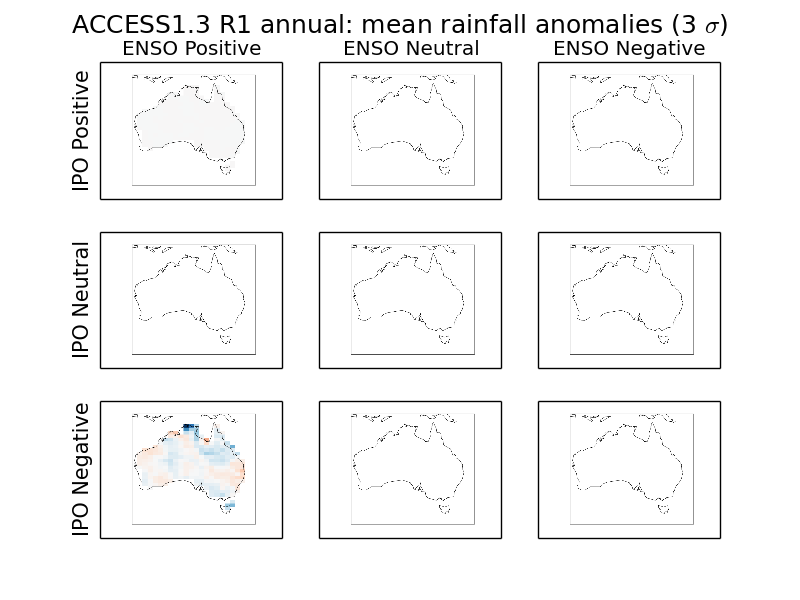 ACCESS1.3 R1 annual: mean rainfall anomalies (3 σ)
ENSO Positive ENSO Neutral ENSO Negative
IPO Positive
IPO Neutral
IPO Negative